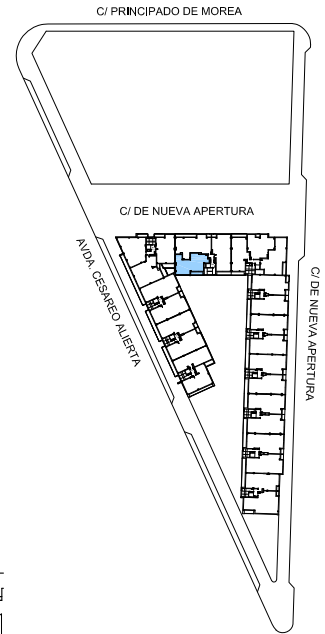 C/ PRINCIPADO DE MOREA
C/ DE NUEVA APERTURA
AVDA. CESAREO ALIERTA
C/ DE NUEVA APERTURA